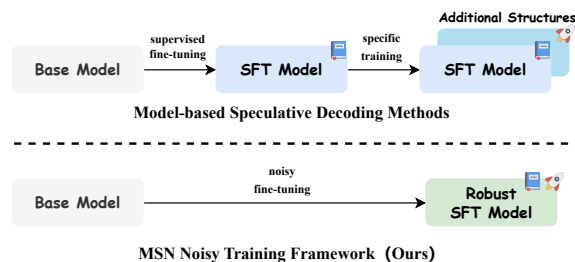 Additional Structures
Base Model
supervised
fine-tuning
SFT Model
specific
training
SFT Model
Model-based Speculative Decoding Methods
Base Model
noisy
fine-tuning
Robust
SFT Model
MSN Noisy Training Framework (Ours)